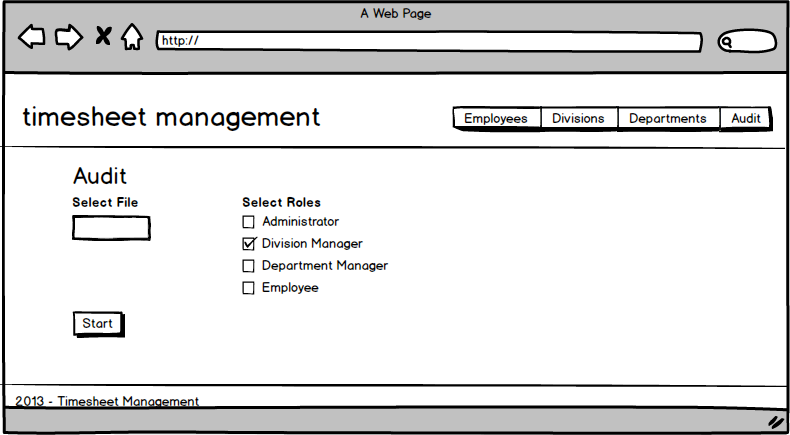 A Web Page
http://
timesheet management
Employees Divisions Departments Audit
Audit
Select File
Select Roles
Administrator
Division Manager
Department Manager
Employee
Start
2013 - Timesheet Management